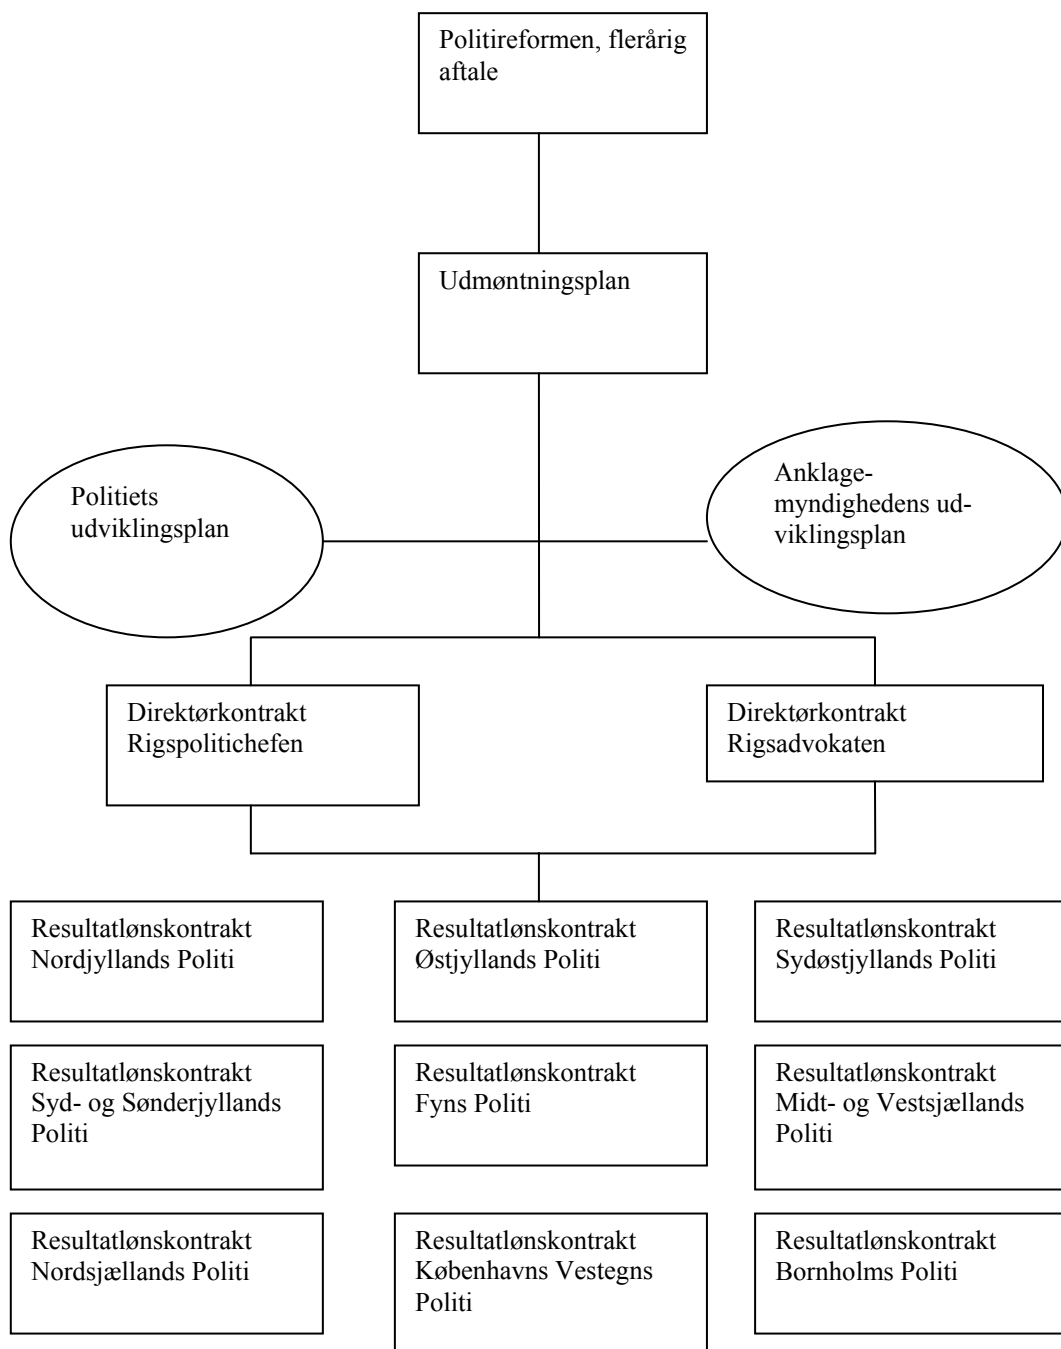 Politireformen, flerårig
aftale
Udmøntningsplan
Politiets
udviklingsplan
Anklage-
myndighedens ud-
viklingsplan
Direktørkontrakt
Rigspolitichefen
Direktørkontrakt
Rigsadvokaten
Resultatlønskontrakt
Nordjyllands Politi
Resultatlønskontrakt
Østjyllands Politi
Resultatlønskontrakt
Sydøstjyllands Politi
Resultatlønskontrakt
Syd- og Sønderjyllands
Politi
Resultatlønskontrakt
Fyns Politi
Resultatlønskontrakt
Midt- og Vestsjællands
Politi
Resultatlønskontrakt
Nordsjællands Politi
Resultatlønskontrakt
Københavns Vestegns
Politi
Resultatlønskontrakt
Bornholms Politi